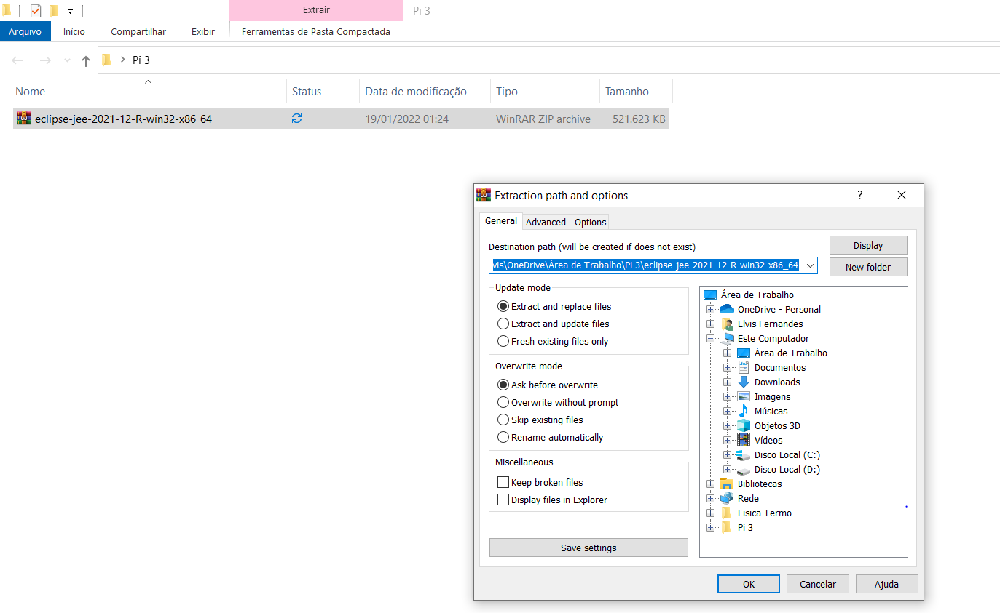 Extrair
Pi 3
Arquivo Início Compartilhar Exibir Ferramentas de Pasta Compactada
Pi 3
Nome Status Data de modificação Tipo Tamanho
eclipse-jee-2021-12-R-win32-x86_64 19/01/2022 01:24 WinRAR ZIP archive 521.623 KB
Extraction path and options ?
General Advanced Options
Destination path (will be created if does not exist)
vis\OneDrive\Área de Trabalho\Pi 3\eclipse-jee-2021-12-R-win32-x86_64
Display
New folder
Update mode
Extract and replace files
Extract and update files
Fresh existing files only
Overwrite mode
Ask before overwrite
Overwrite without prompt
Skip existing files
Rename automatically
Miscellaneous
Keep broken files
Display files in Explorer
Save settings
Área de Trabalho
OneDrive - Personal
Elvis Fernandes
Este Computador
Área de Trabalho
Documentos
Downloads
Imagens
Músicas
Objetos 3D
Vídeos
Disco Local (C:)
Disco Local (D:)
Bibliotecas
Rede
Fisica Termo
Pi 3
OK Cancelar Ajuda